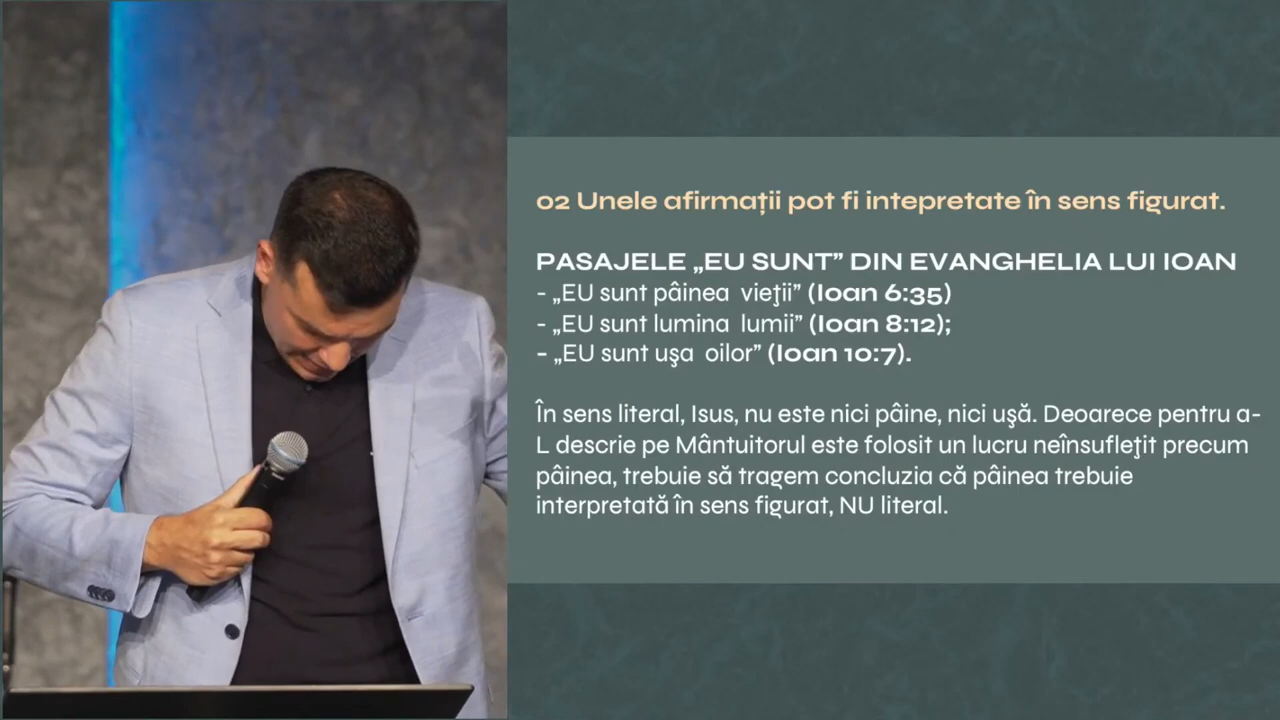 02 Unele afirmații pot fi intepretate în sens figurat.
PASAJELE „EU SUNT” DIN EVANGHELIA LUI IOAN
- „EU sunt pâinea vieţii” (Ioan 6:35)
- „EU sunt lumina lumii” (Ioan 8:12);
- „EU sunt uşa oilor” (Ioan 10:7).
În sens literal, Isus, nu este nici pâine, nici uşă. Deoarece pentru a-
L descrie pe Mântuitorul este folosit un lucru neînsufleţit precum
pâinea, trebuie să tragem concluzia că pâinea trebuie
interpretată în sens figurat, NU literal.